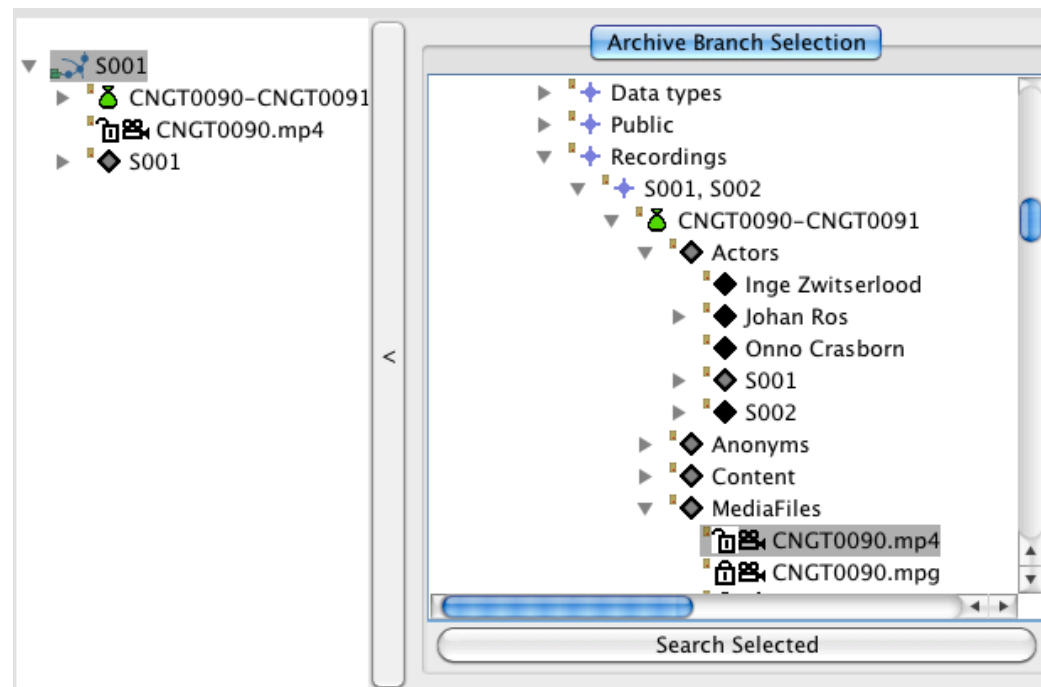 S001
CNGT0090-CNGT0091
CNGT0090.mp4
S001
<
Archive Branch Selection
Data types
Public
Recordings
S001, S002
CNGT0090-CNGT0091
Actors
Inge Zwitserlood
Johan Ros
Onno Crasborn
S001
S002
Anonyms
Content
MediaFiles
CNGT0090.mp4
CNGT0090.mpg
Search Selected